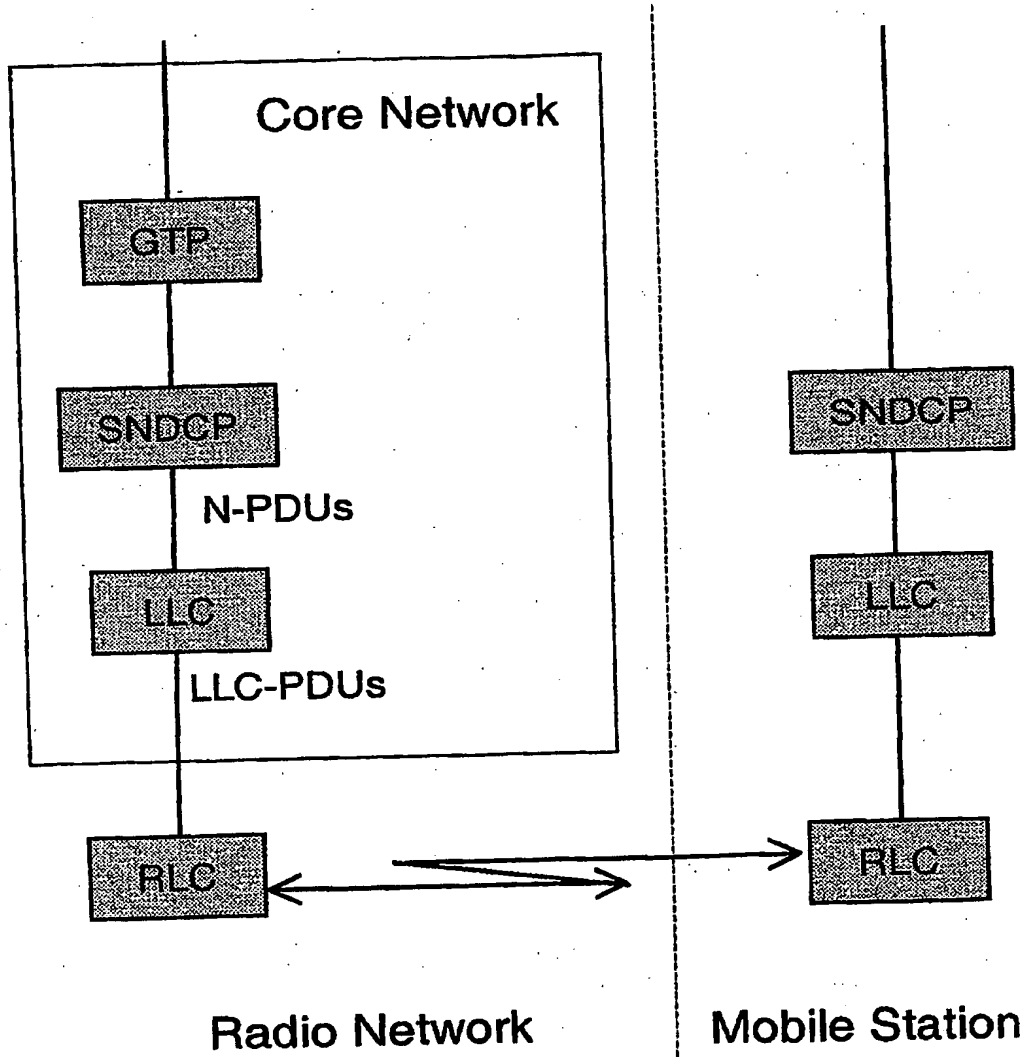 Core Network
GTP
SNDCP
N-PDUs
LLC
LLC-PDUs
RLC
Radio Network
SNDCP
LLC
RLC
Mobile Station